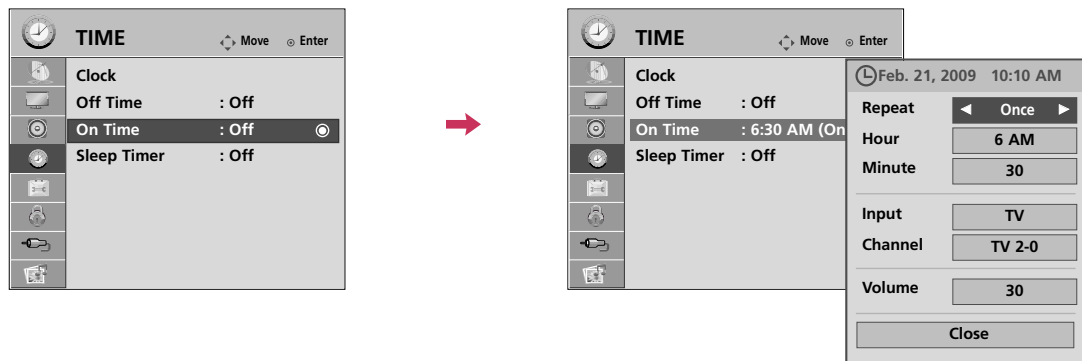 TIME Move Enter
Clock
Off Time : Off
On Time : Off
Sleep Timer : Off
TIME Move Enter
Clock
Off Time : Off
On Time : 6:30 AM (On
Sleep Timer : Off
Feb. 21, 2009 10:10 AM
Repeat ◀ Once ▶
Hour 6 AM
Minute 30
Input TV
Channel TV 2-0
Volume 30
Close